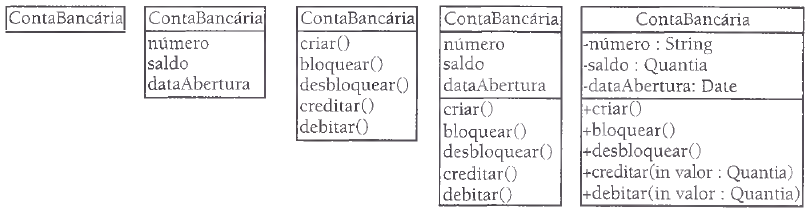 ContaBancária
ContaBancária
número
saldo
dataAbertura
ContaBancária
criar()
bloquear()
desbloquear()
creditar()
debitar()
ContaBancária
número
saldo
dataAbertura
criar()
bloquear()
desbloquear()
creditar()
debitar()
ContaBancária
-número : String
-saldo : Quantia
-dataAbertura: Date
+criar()
+bloquear()
+desbloquear()
+creditar(in valor : Quantia)
+debitar(in valor : Quantia)